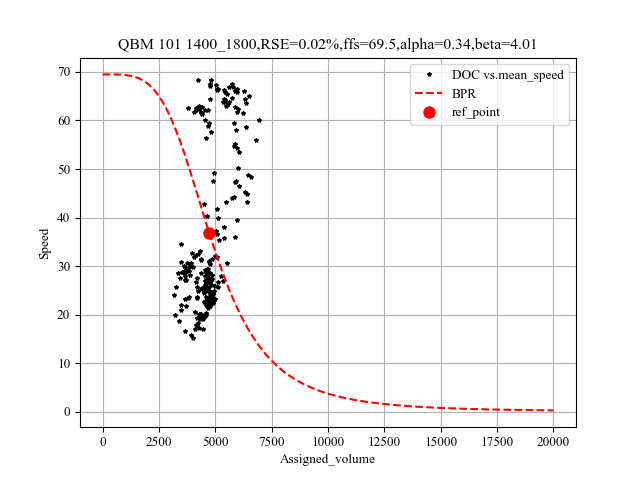 QBM 101 1400_1800,RSE=0.02%,ffs=69.5,alpha=0.34,beta=4.01
DOC vs.mean_speed
BPR
ref_point
70
60
50
40
30
20
10
0
Speed
0
2500
5000
7500
10000
12500
15000
17500
20000
Assigned_volume